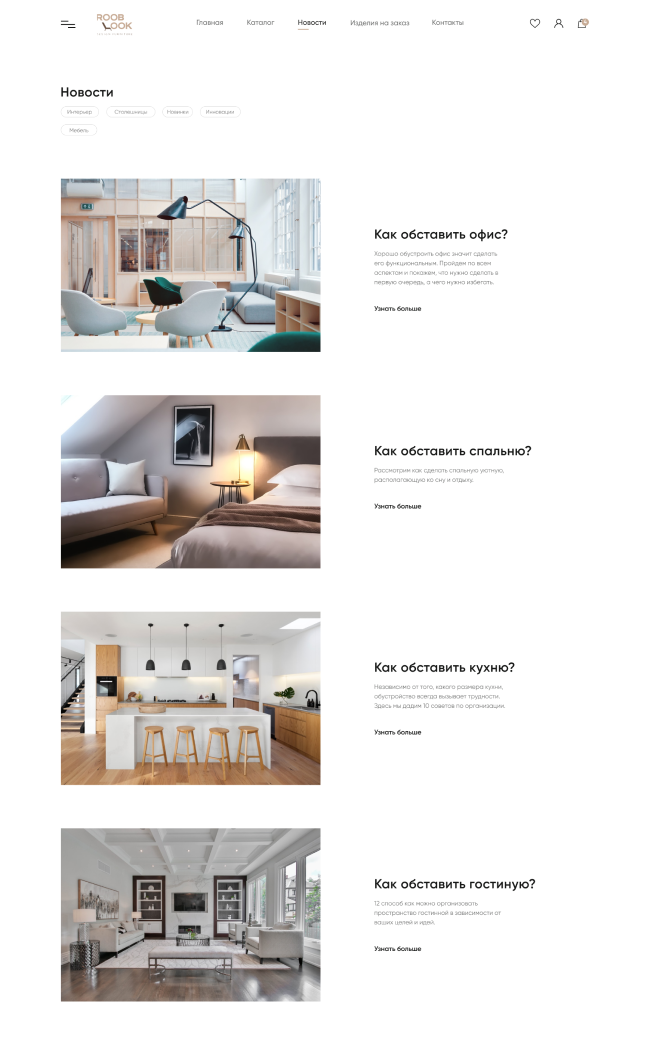 ROOB
LOOK
Главная
Каталог
Новости
Изделия на заказ
Контакты
Новости
Интерьер
Столешницы
Новинки
Инновации
Мебель
Как обставить офис?
Хорошо обустроить офис значит сделать
его функциональным. Пройдем по всем
аспектам и покажем, что нужно сделать в
первую очередь, а чего нужно избегать.
Узнать больше
Как обставить спальню?
Рассмотрим как сделать спальную уютную,
располагающую ко сну и отдыху.
Узнать больше
Как обставить кухню?
Независимо от того, какого размера кухни,
обустройство всегда вызывает трудности.
Здесь мы дадим 10 советов по организации.
Узнать больше
Как обставить гостиную?
12 способ как можно организовать
пространство гостинной в зависимости от
ваших целей и идей.
Узнать больше